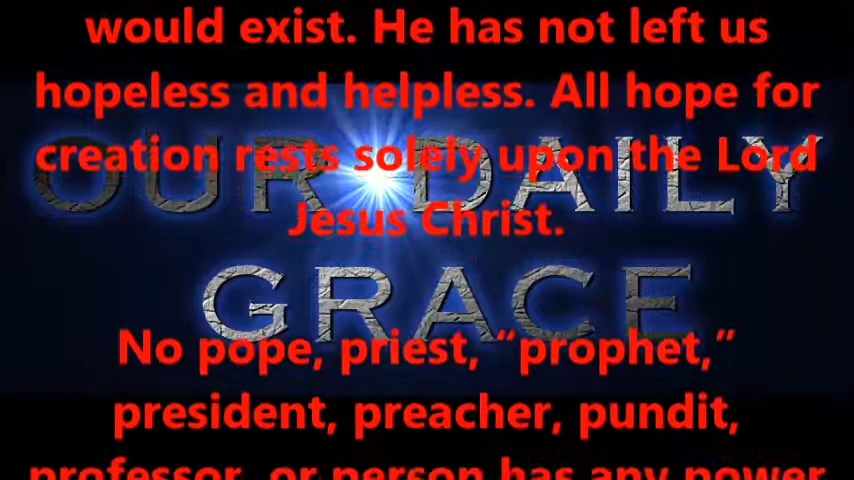 would exist. He has not left us
hopeless and helpless. All hope for
creation rests solely upon the Lord
Jesus Christ.
OUR DAILY
GRACE
No pope, priest, “prophet,”
president, preacher, pundit,
professor, or person has any power